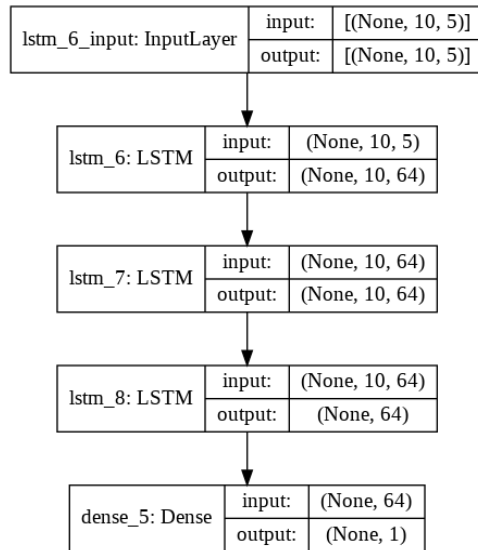 lstm_6_input: InputLayer
input: [(None, 10, 5)]
output: [(None, 10, 5)]
lstm_6: LSTM
input: (None, 10, 5)
output: (None, 10, 64)
lstm_7: LSTM
input: (None, 10, 64)
output: (None, 10, 64)
lstm_8: LSTM
input: (None, 10, 64)
output: (None, 64)
dense_5: Dense
input: (None, 64)
output: (None, 1)